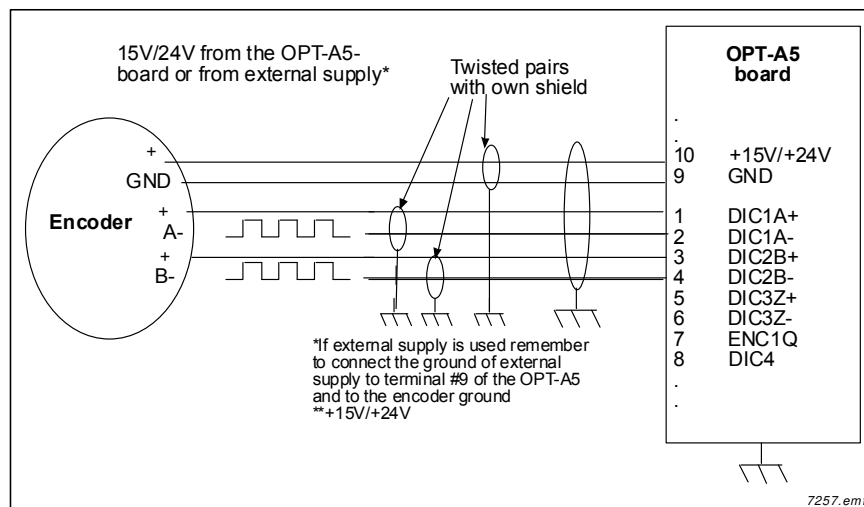 15V/24V from the OPT-A5-
board or from external supply*
Twisted pairs
with own shield
OPT-A5
board
.
.
+
10 +15V/+24V
GND
9 GND
Encoder
+
1 DIC1A+
A-
2 DIC1A-
+
3 DIC2B+
B-
4 DIC2B-
5 DIC3Z+
6 DIC3Z-
7 ENC1Q
8 DIC4
.
.
*If external supply is used remember
to connect the ground of external
supply to terminal #9 of the OPT-A5
and to the encoder ground
**+15V/+24V